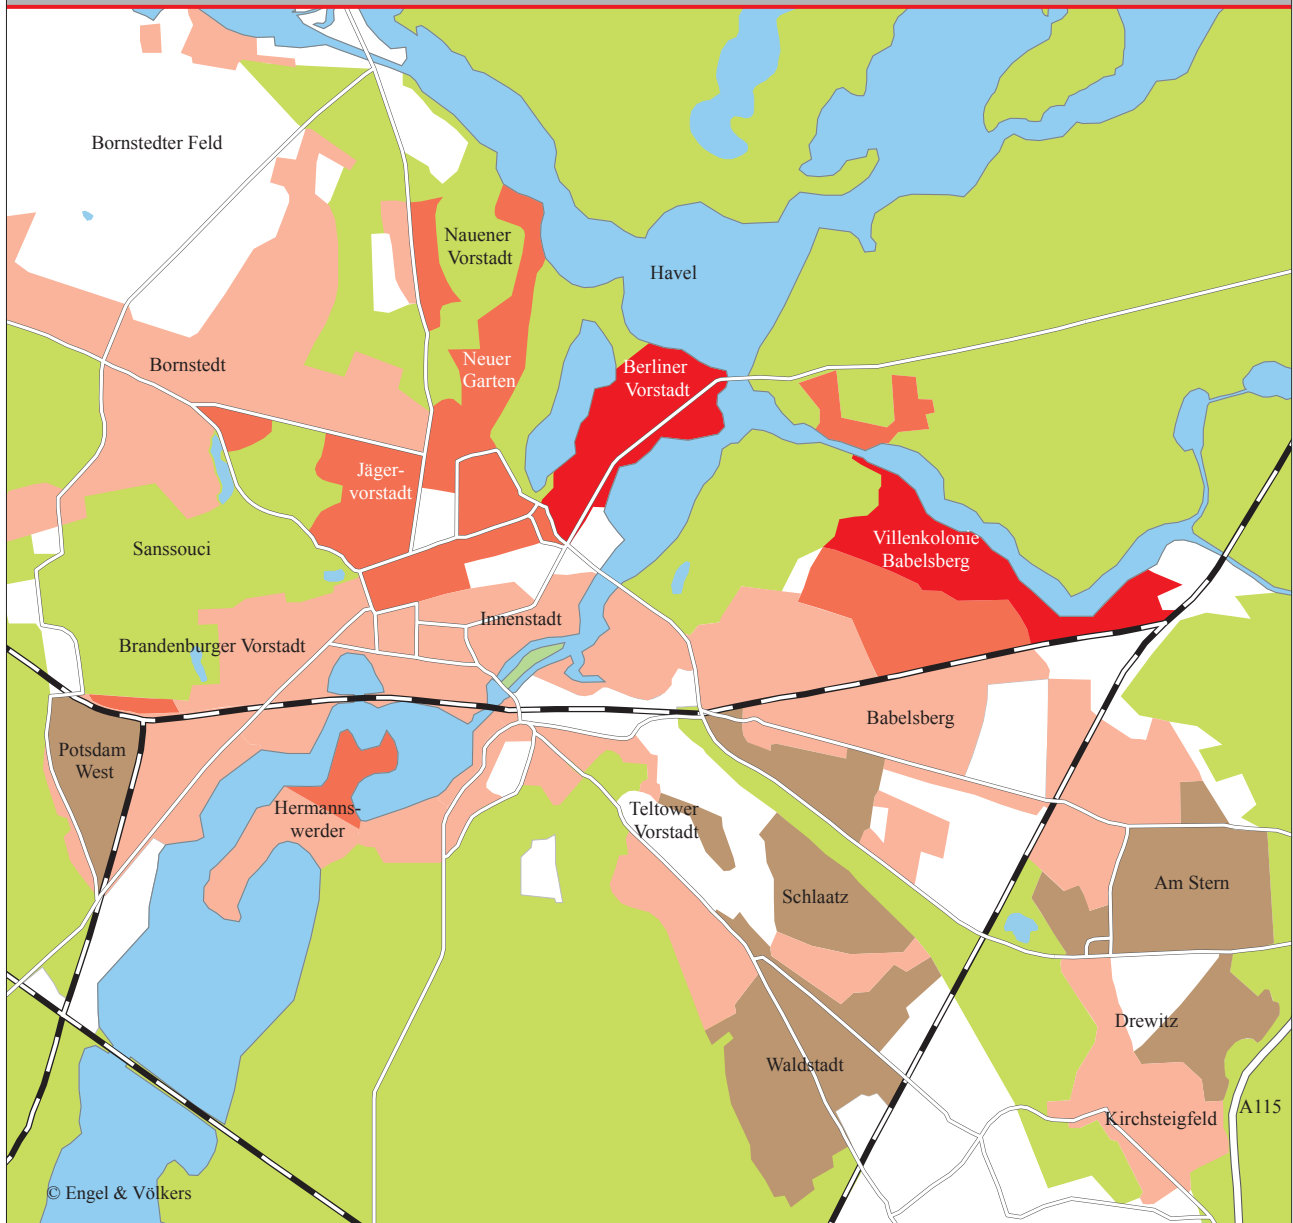 Bornstedter Feld
Nauener
Vorstadt
Havel
Bornstedt
Neuer
Garten
Berliner
Vorstadt
Jäger-
vorstadt
Sanssouci
Villenkolonie
Babelsberg
Innenstadt
Brandenburger Vorstadt
Babelsberg
Potsdam
West
Hermanns-
werder
Teltower
Vorstadt
Schlaatz
Am Stern
Drewitz
Waldstadt
Kirchsteigfeld
A115
© Engel & Völkers